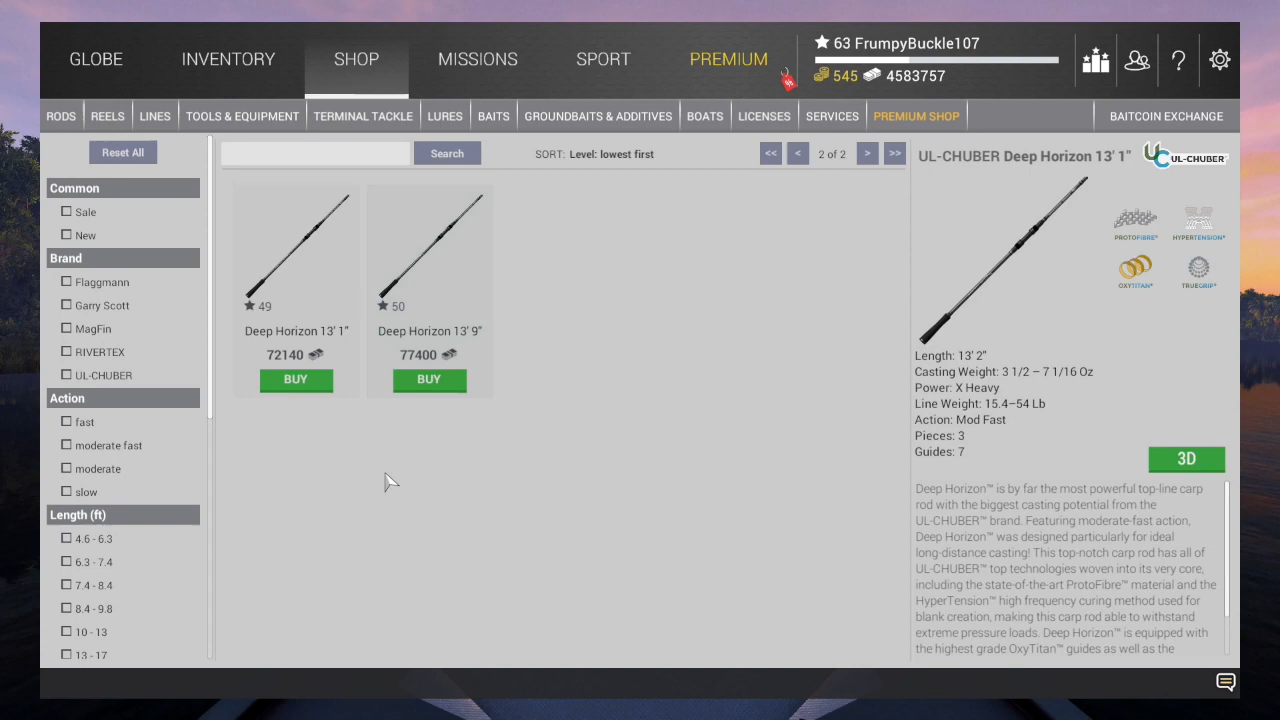 GLOBE
INVENTORY
SHOP
MISSIONS
SPORT
PREMIUM
63 FrumpyBuckle107
545 4583757
RODS
REELS
LINES
TOOLS & EQUIPMENT
TERMINAL TACKLE
LURES
BAITS
GROUNDBAITS & ADDITIVES
BOATS
LICENSES
SERVICES
PREMIUM SHOP
BAITCOIN EXCHANGE
Reset All
Common
Sale
New
Brand
Flaggmann
Garry Scott
MagFin
RIVERTEX
UL-CHUBER
Action
fast
moderate fast
moderate
slow
Length (ft)
4.6 - 6.3
6.3 - 7.4
7.4 - 8.4
8.4 - 9.8
10 - 13
13 - 17
Search
SORT: Level: lowest first
<< < 2 of 2 > >>
49
Deep Horizon 13' 1"
72140
BUY
50
Deep Horizon 13' 9"
77400
BUY
UL-CHUBER Deep Horizon 13' 1"
UL-CHUBER
PROTOFIBRE®
HYPERTENSION®
OXYTITAN®
TRUEGRIP®
Length: 13' 2"
Casting Weight: 3 1/2 – 7 1/16 Oz
Power: X Heavy
Line Weight: 15.4–54 Lb
Action: Mod Fast
Pieces: 3
Guides: 7
3D
Deep Horizon™ is by far the most powerful top-line carp
rod with the biggest casting potential from the
UL-CHUBER™ brand. Featuring moderate-fast action,
Deep Horizon™ was designed particularly for ideal
long-distance casting! This top-notch carp rod has all of
UL-CHUBER™ top technologies woven into its very core,
including the state-of-the-art ProtoFibre™ material and the
HyperTension™ high frequency curing method used for
blank creation, making this carp rod able to withstand
extreme pressure loads. Deep Horizon™ is equipped with
the highest grade OxyTitan™ guides as well as the